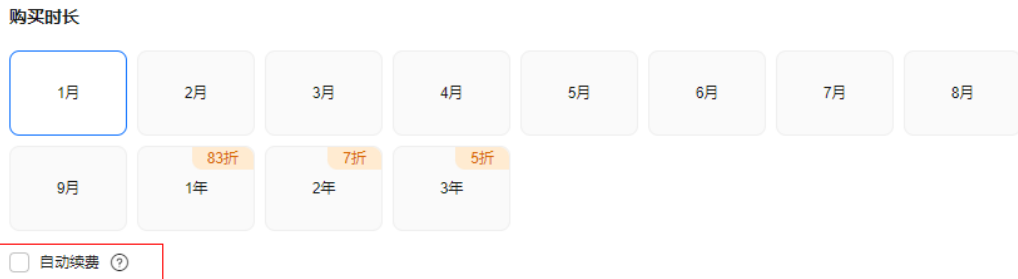 购买时长
1月 2月 3月 4月 5月 6月 7月 8月
83折 7折 5折
9月 1年 2年 3年
自动续费 ?